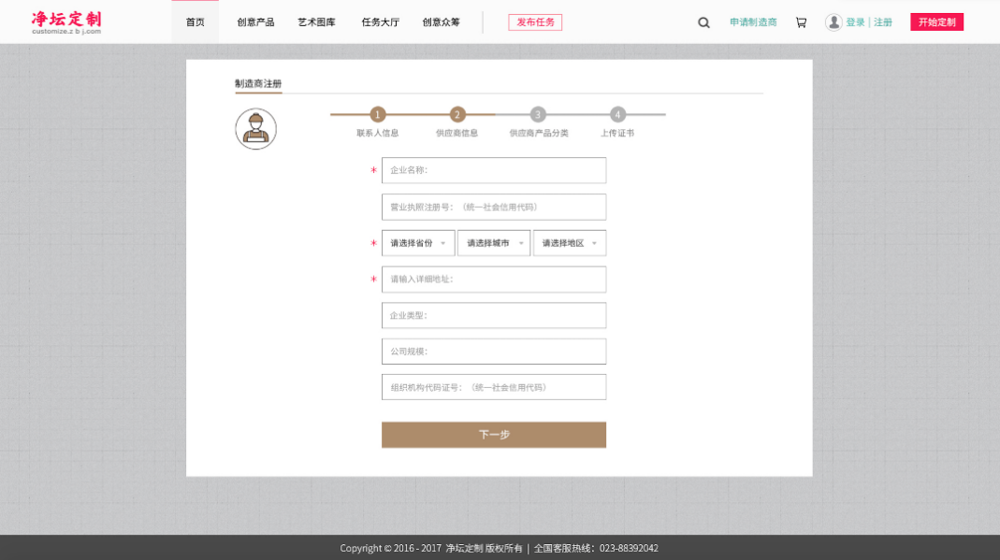 净坛定制
customize.z b j.com
首页 创意产品 艺术图库 任务大厅 创意众筹 发布任务 申请制造商 登录 | 注册 开始定制
制造商注册
1 2 3 4
联系人信息 供应商信息 供应商产品分类 上传证书
* 企业名称:
营业执照注册号: (统一社会信用代码)
* 请选择省份 请选择城市 请选择地区
* 请输入详细地址:
企业类型:
公司规模:
组织机构代码证号: (统一社会信用代码)
下一步
Copyright © 2016 - 2017 净坛定制 版权所有 | 全国客服热线: 023-88392042